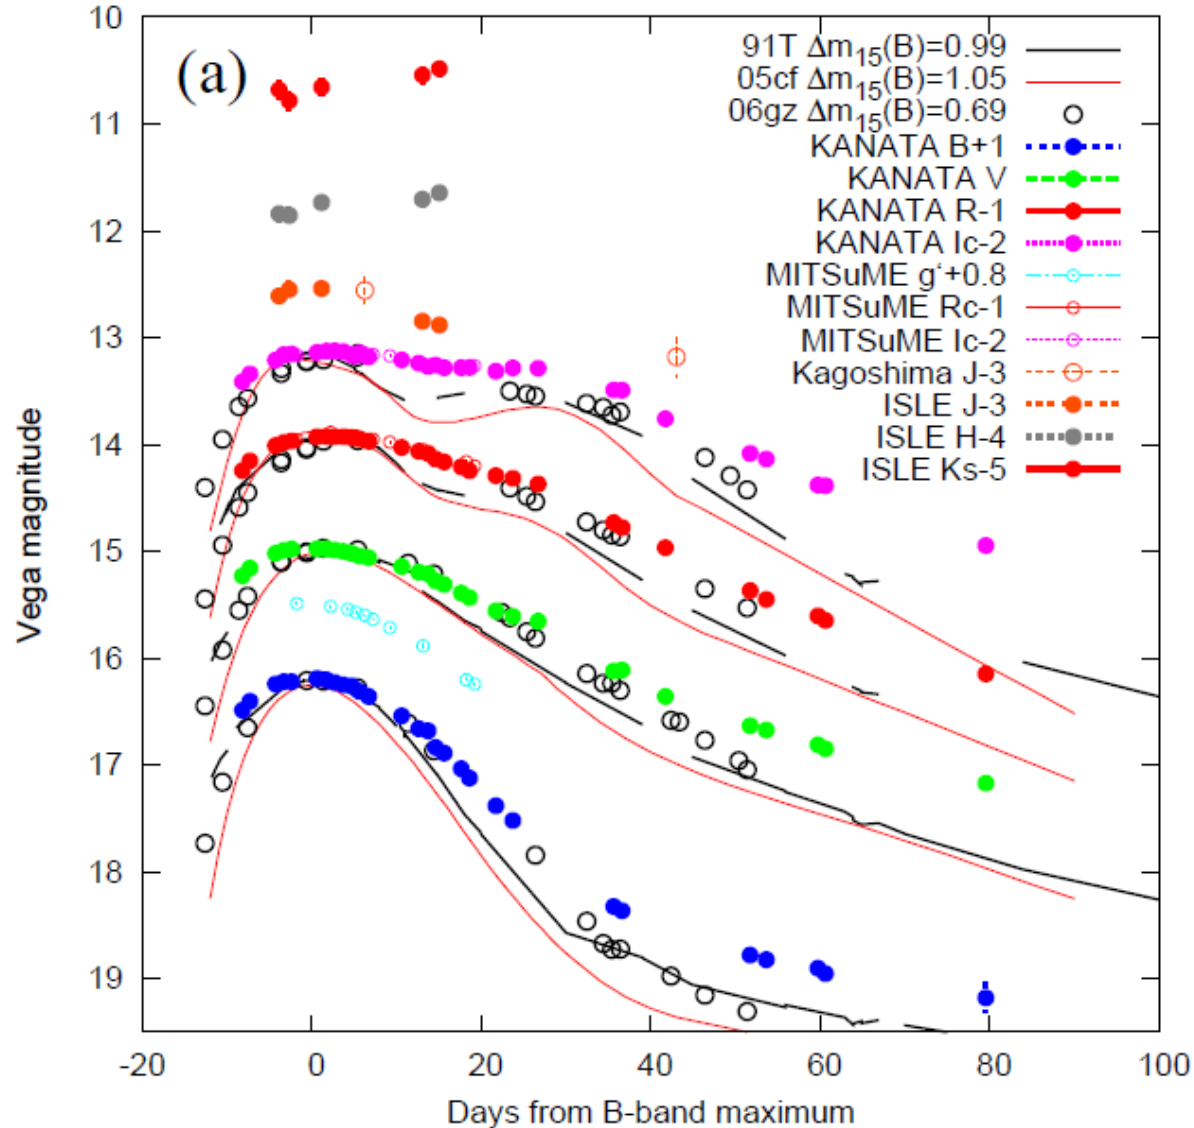 (a)
91T Δm15(B)=0.99
05cf Δm15(B)=1.05
06gz Δm15(B)=0.69
KANATA B+1
KANATA V
KANATA R-1
KANATA Ic-2
MITSuME g'+0.8
MITSuME Rc-1
MITSuME Ic-2
Kagoshima J-3
ISLE J-3
ISLE H-4
ISLE Ks-5
Vega magnitude
10
11
12
13
14
15
16
17
18
19
-20 0 20 40 60 80 100
Days from B-band maximum